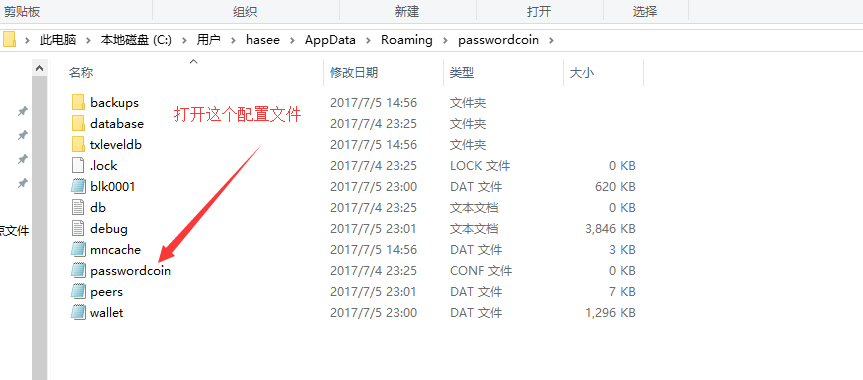 剪贴板 组织 新建 打开 选择
此电脑 本地磁盘 (C:) 用户 hasee AppData Roaming passwordcoin
名称 修改日期 类型 大小
backups 2017/7/5 14:56 文件夹
打开这个配置文件
database 2017/7/4 23:25 文件夹
txleveldb 2017/7/5 14:56 文件夹
.lock 2017/7/4 23:25 LOCK 文件 0 KB
blk0001 2017/7/5 23:00 DAT 文件 620 KB
db 2017/7/4 23:25 文本文档 0 KB
debug 2017/7/5 23:01 文本文档 3,846 KB
原文件
mncache 2017/7/5 14:56 DAT 文件 3 KB
passwordcoin 2017/7/4 23:25 CONF 文件 0 KB
peers 2017/7/5 23:01 DAT 文件 7 KB
wallet 2017/7/5 23:00 DAT 文件 1,296 KB